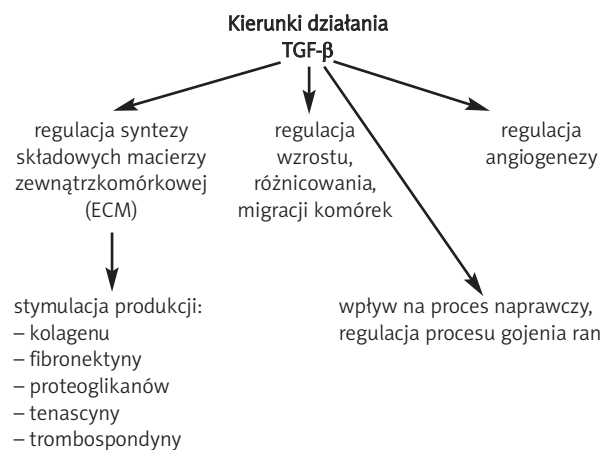 Kierunki działania
TGF-β
regulacja syntezy
składowych macierzy
zewnątrzkomórkowej
(ECM)
regulacja
wzrostu,
różnicowania,
migracji komórek
regulacja
angiogenezy
stymulacja produkcji:
– kolagenu
– fibronektyny
– proteoglikanów
– tenascyny
– trombospondyny
wpływ na proces naprawczy,
regulacja procesu gojenia ran